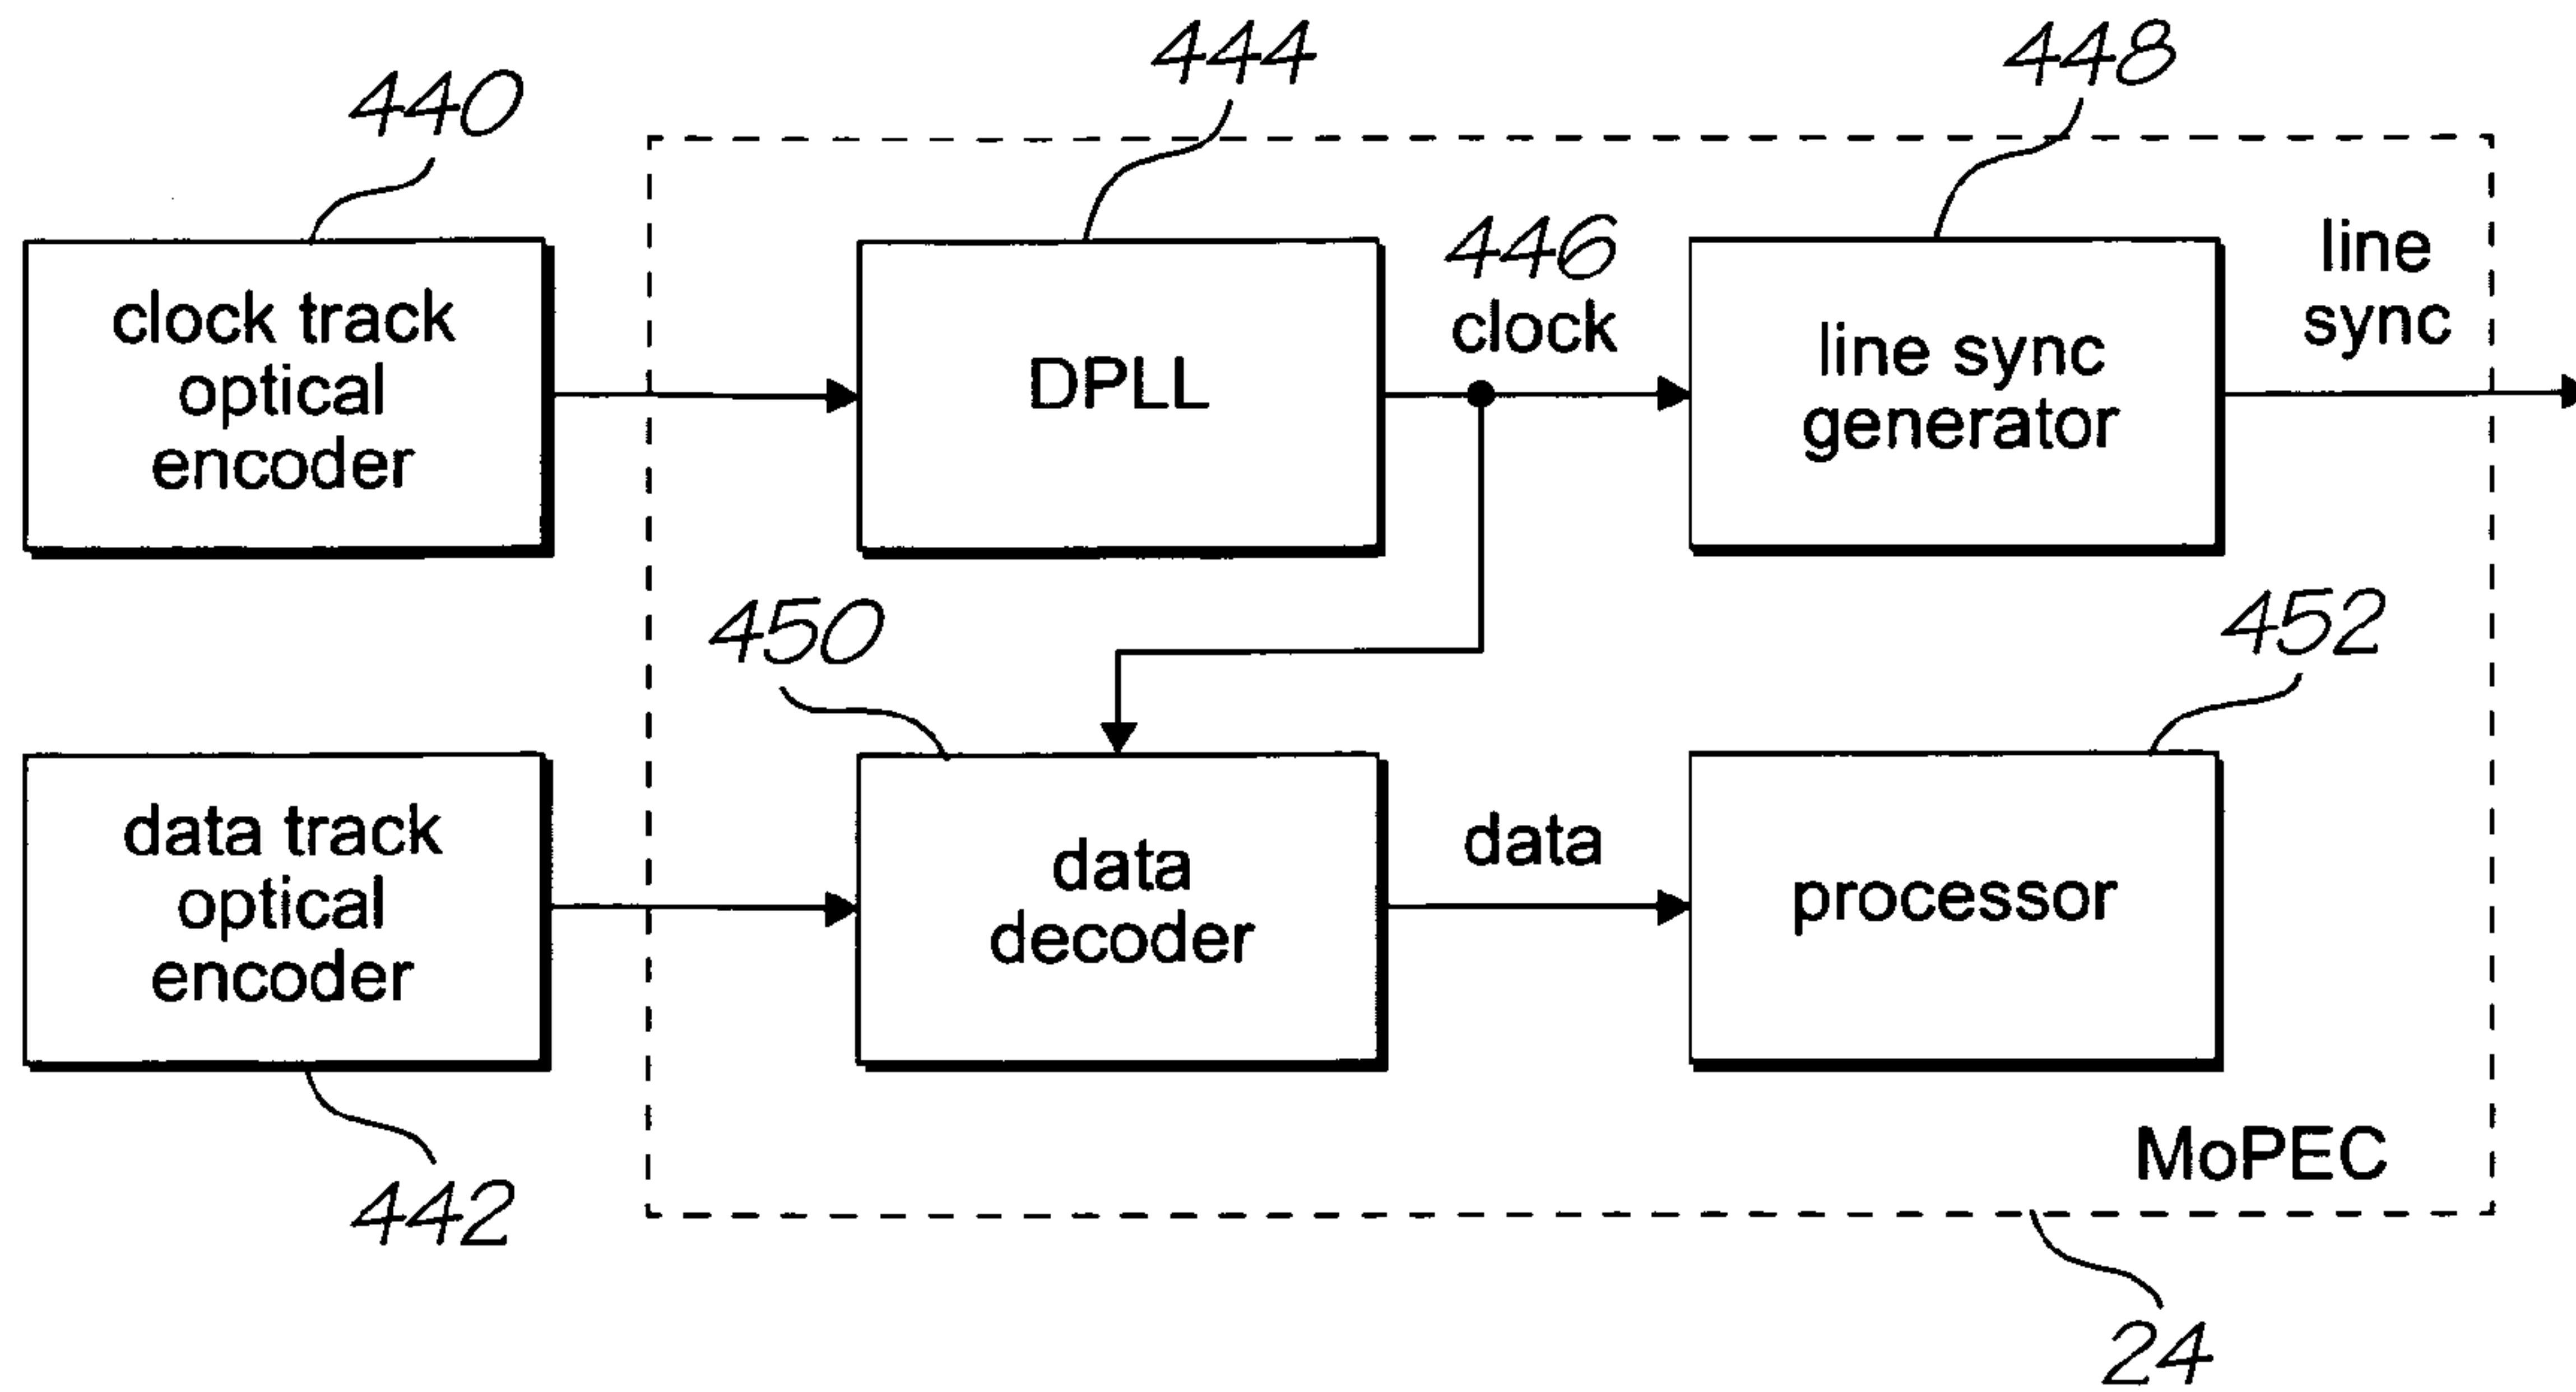 440
444
448
clock track
optical
encoder
DPLL
446
clock
line sync
generator
line
sync
450
452
data track
optical
encoder
data
decoder
data
processor
MoPEC
442
24